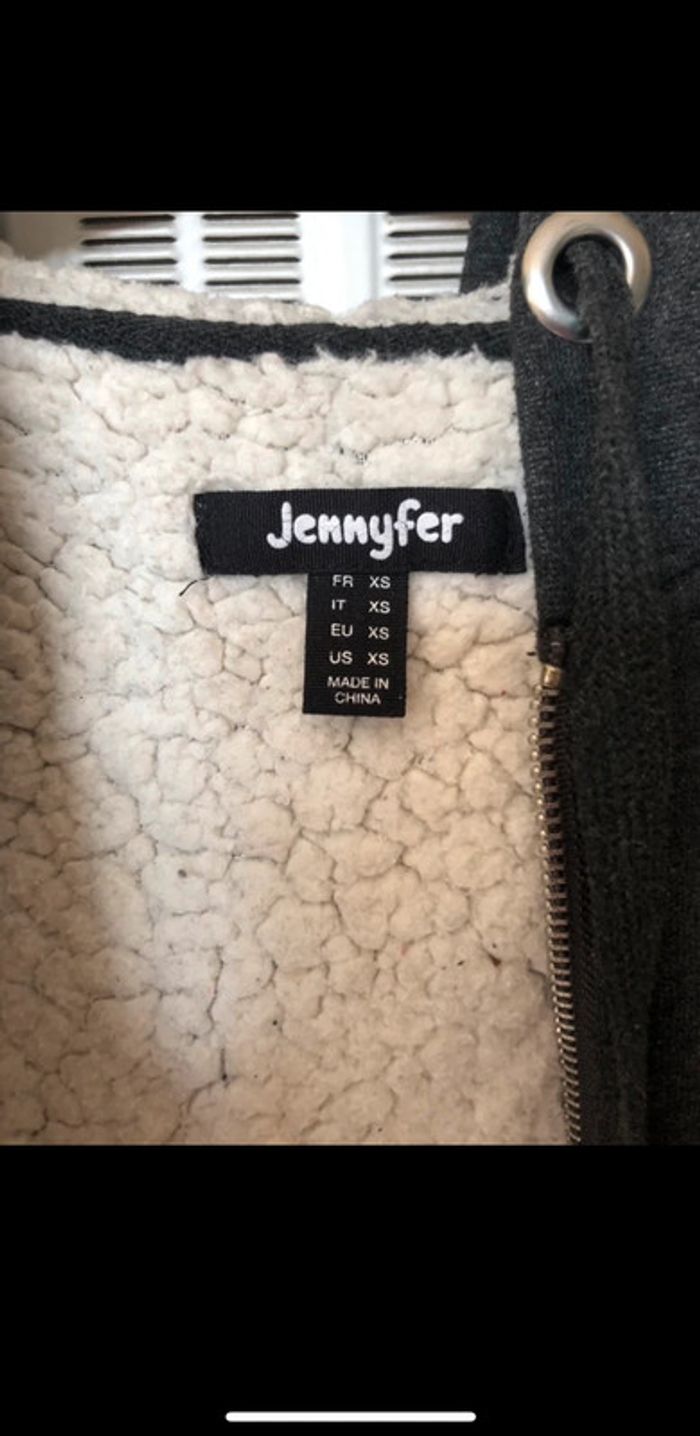 Jennyfer
FR XS
IT XS
EU XS
US XS
MADE IN
CHINA